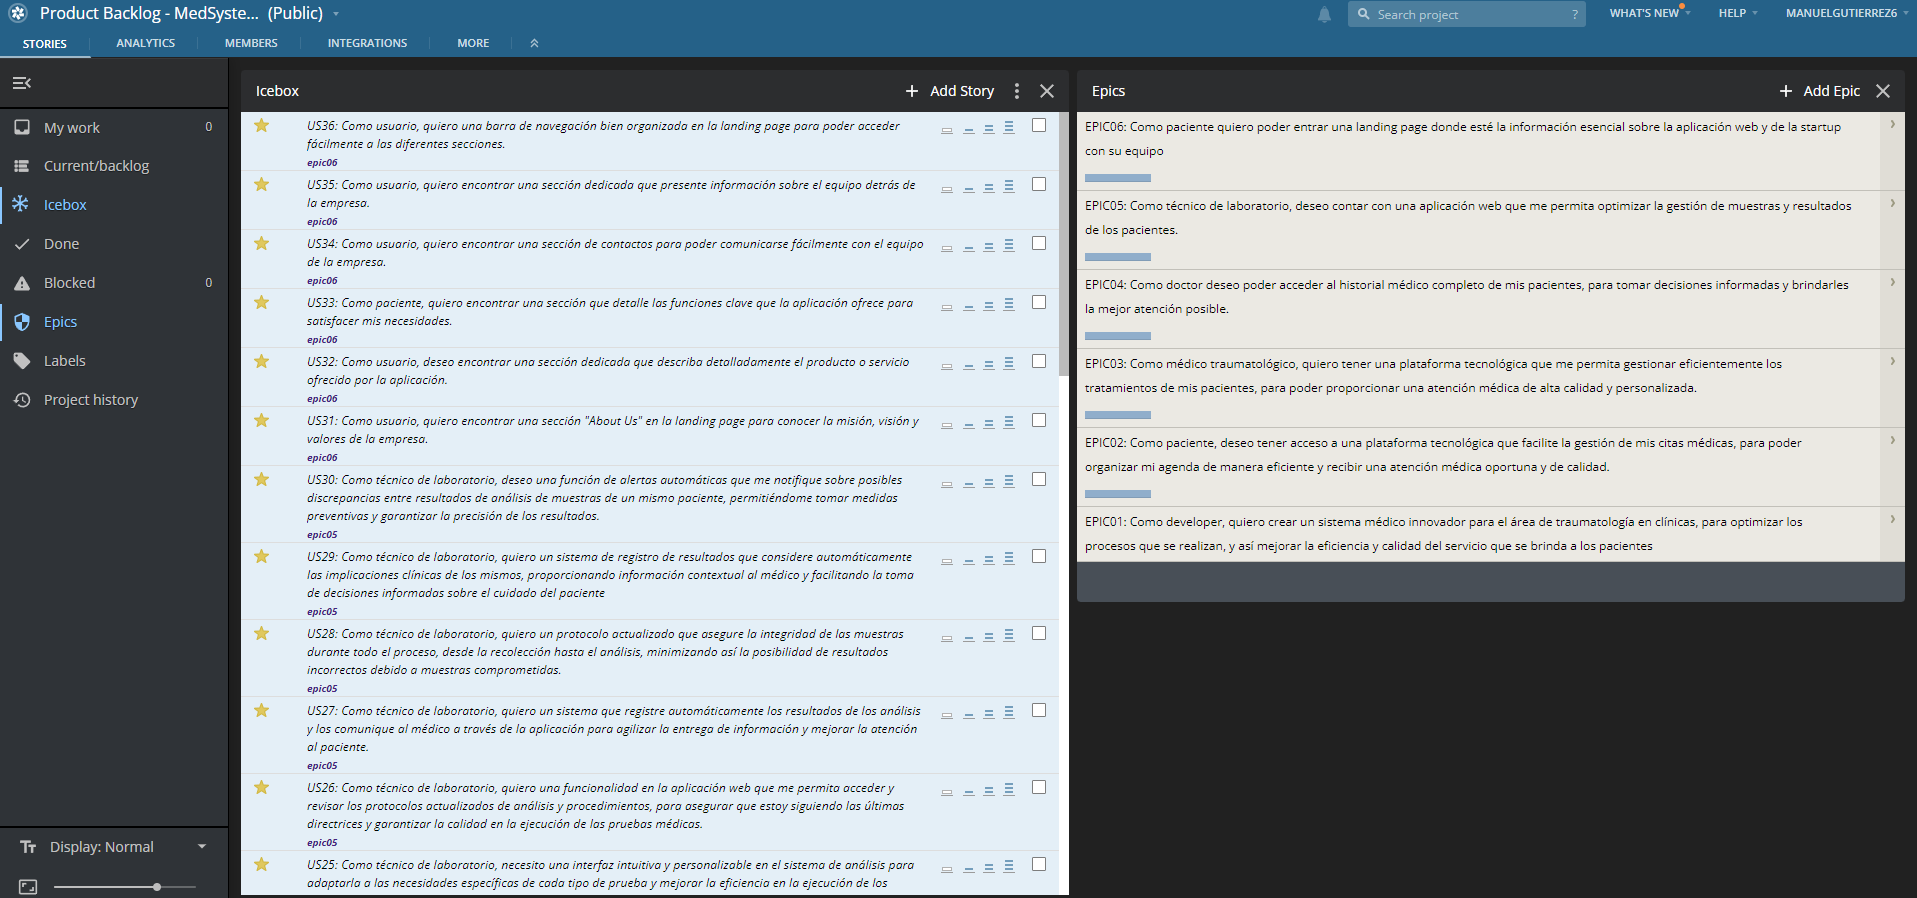 Product Backlog - MedSyste... (Public)
Search project
?
WHAT'S NEW
HELP
MANUELGUTIERREZ6
STORIES
ANALYTICS
MEMBERS
INTEGRATIONS
MORE
My work
0
Current/backlog
Icebox
Done
Blocked
0
Epics
Labels
Project history
Display: Normal
Icebox
Add Story
US36: Como usuario, quiero una barra de navegación bien organizada en la landing page para poder acceder
fácilmente a las diferentes secciones.
epic06
US35: Como usuario, quiero encontrar una sección dedicada que presente información sobre el equipo detrás de
la empresa.
epic06
US34: Como usuario, quiero encontrar una sección de contactos para poder comunicarse fácilmente con el equipo
de la empresa.
epic06
US33: Como paciente, quiero encontrar una sección que detalle las funciones clave que la aplicación ofrece para
satisfacer mis necesidades.
epic06
US32: Como usuario, deseo encontrar una sección dedicada que describa detalladamente el producto o servicio
ofrecido por la aplicación.
epic06
US31: Como usuario, quiero encontrar una sección "About Us" en la landing page para conocer la misión, visión y
valores de la empresa.
epic06
US30: Como técnico de laboratorio, deseo una función de alertas automáticas que me notifique sobre posibles
discrepancias entre resultados de análisis de muestras de un mismo paciente, permitiéndome tomar medidas
preventivas y garantizar la precisión de los resultados.
epic05
US29: Como técnico de laboratorio, quiero un sistema de registro de resultados que considere automáticamente
las implicaciones clínicas de los mismos, proporcionando información contextual al médico y facilitando la toma
de decisiones informadas sobre el cuidado del paciente
epic05
US28: Como técnico de laboratorio, quiero un protocolo actualizado que asegure la integridad de las muestras
durante todo el proceso, desde la recolección hasta el análisis, minimizando así la posibilidad de resultados
incorrectos debido a muestras comprometidas.
epic05
US27: Como técnico de laboratorio, quiero un sistema que registre automáticamente los resultados de los análisis
y los comunique al médico a través de la aplicación para agilizar la entrega de información y mejorar la atención
al paciente.
epic05
US26: Como técnico de laboratorio, quiero una funcionalidad en la aplicación web que me permita acceder y
revisar los protocolos actualizados de análisis y procedimientos, para asegurar que estoy siguiendo las últimas
directrices y garantizar la calidad en la ejecución de las pruebas médicas.
epic05
US25: Como técnico de laboratorio, necesito una interfaz intuitiva y personalizable en el sistema de análisis para
adaptarla a las necesidades específicas de cada tipo de prueba y mejorar la eficiencia en la ejecución de los
Epics
Add Epic
EPIC06: Como paciente quiero poder entrar una landing page donde esté la información esencial sobre la aplicación web y de la startup
con su equipo
EPIC05: Como técnico de laboratorio, deseo contar con una aplicación web que me permita optimizar la gestión de muestras y resultados
de los pacientes.
EPIC04: Como doctor deseo poder acceder al historial médico completo de mis pacientes, para tomar decisiones informadas y brindarles
la mejor atención posible.
EPIC03: Como médico traumatológico, quiero tener una plataforma tecnológica que me permita gestionar eficientemente los
tratamientos de mis pacientes, para poder proporcionar una atención médica de alta calidad y personalizada.
EPIC02: Como paciente, deseo tener acceso a una plataforma tecnológica que facilite la gestión de mis citas médicas, para poder
organizar mi agenda de manera eficiente y recibir una atención médica oportuna y de calidad.
EPIC01: Como developer, quiero crear un sistema médico innovador para el área de traumatología en clínicas, para optimizar los
procesos que se realizan, y así mejorar la eficiencia y calidad del servicio que se brinda a los pacientes